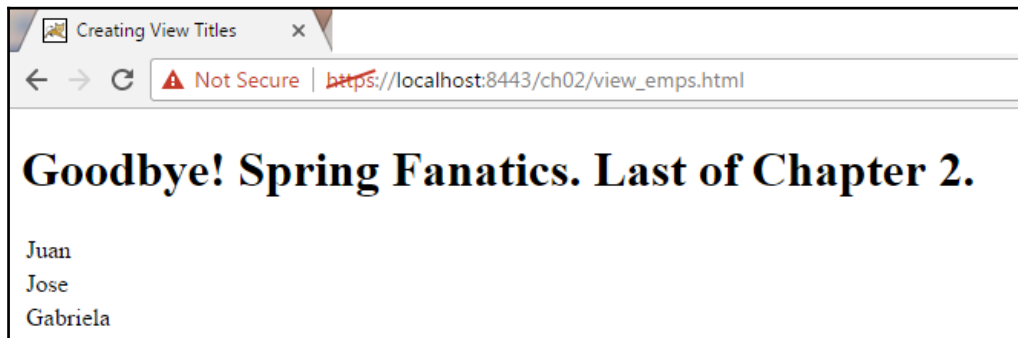 Creating View Titles
Not Secure | https://localhost:8443/ch02/view_emps.html
Goodbye! Spring Fanatics. Last of Chapter 2.
Juan
Jose
Gabriela